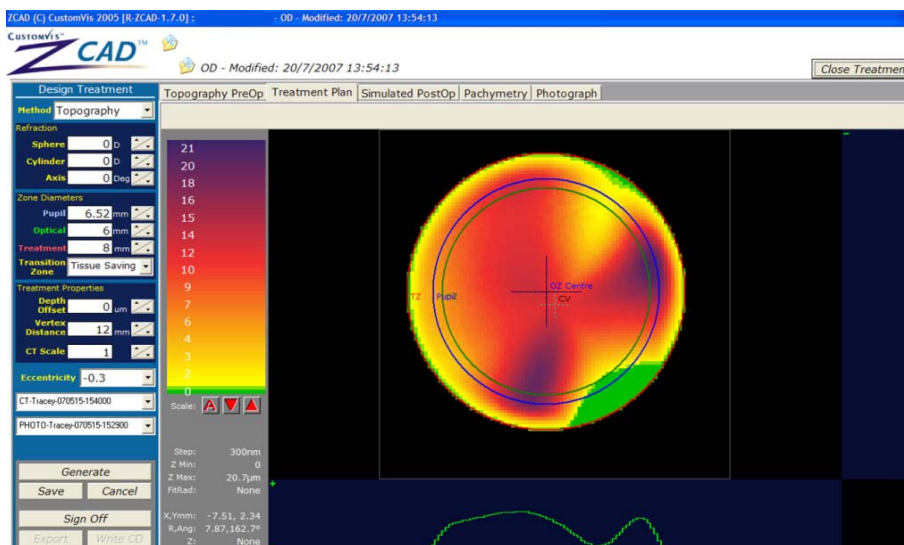 ZCAD (C) CustomVis 2005 [R-ZCAD-1.7.0] : - OD - Modified: 20/7/2007 13:54:13
CUSTOMVIS™
ZCAD™
OD - Modified: 20/7/2007 13:54:13
Close Treatmen
Design Treatment
Topography PreOp Treatment Plan Simulated PostOp Pachymetry Photograph
Method Topography
Refraction
Sphere 0 D
Cylinder 0 D
Axis 0 Deg
Zone Diameters
Pupil 6.52 mm
Optical 6 mm
Treatment 8 mm
Transition Zone Tissue Saving
Treatment Properties
Depth Offset 0 um
Vertex Distance 12 mm
CT Scale 1
Eccentricity -0.3
CT-Tracey-070515-154000
PHOTO-Tracey-070515-152900
Generate
Save Cancel
Sign Off
Export Write CD
21
20
18
16
15
14
12
10
9
7
6
4
3
2
0
Scale: A
Step: 300nm
Z Min: 0
Z Max: 20.7µm
FitRad: None
X,Ymm: -7.51, 2.34
R,Ang: 7.87,162.7°
Z: None
TZ PupilZ OZ Centre
CV